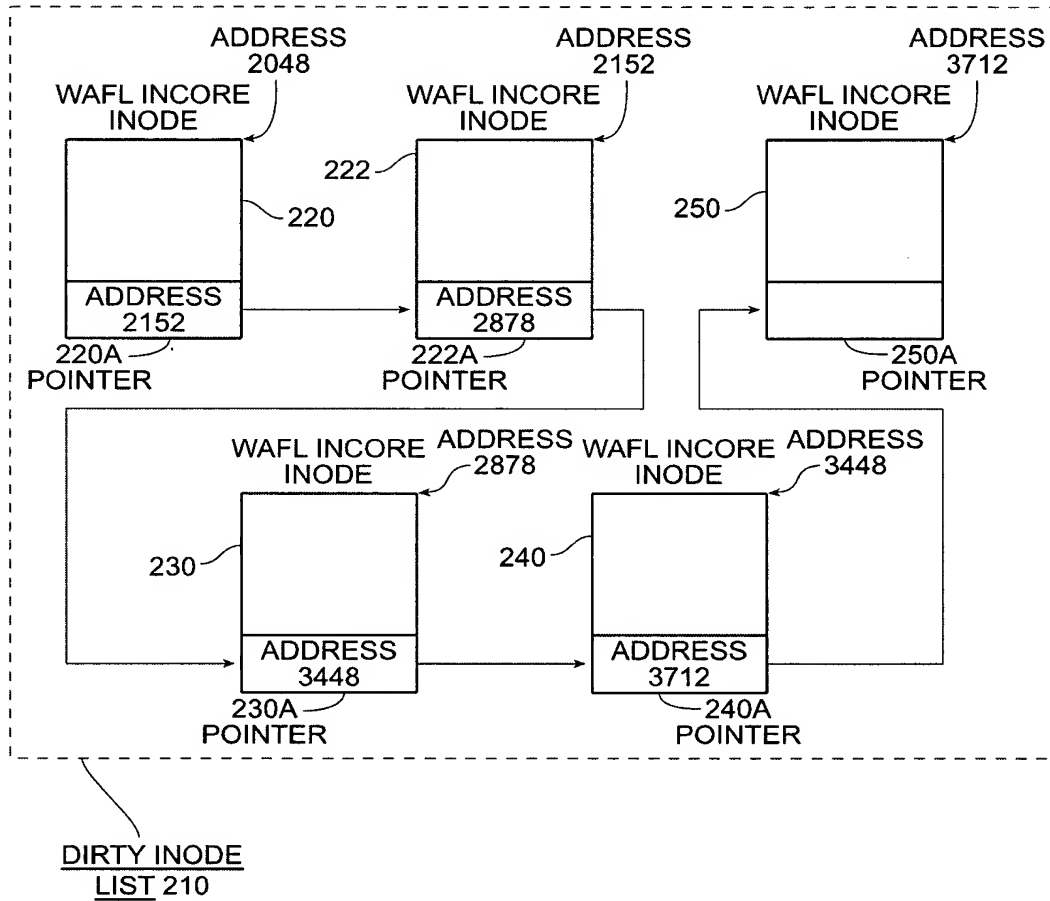 ADDRESS
2048
WAFL INCORE
INODE
220
ADDRESS
2152
220A
POINTER
ADDRESS
2152
WAFL INCORE
INODE
222
ADDRESS
2878
222A
POINTER
ADDRESS
3712
WAFL INCORE
INODE
250
250A
POINTER
ADDRESS
2878
WAFL INCORE
INODE
230
ADDRESS
3448
230A
POINTER
ADDRESS
3448
WAFL INCORE
INODE
240
ADDRESS
3712
240A
POINTER
DIRTY INODE
LIST 210